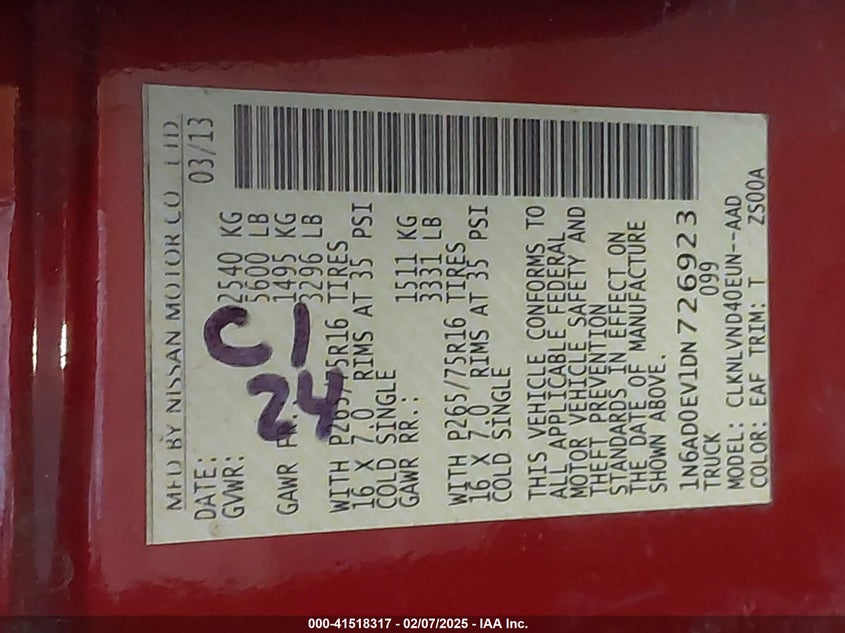 MFD BY NISSAN MOTOR CO LTD
DATE: 03/13
GVWR: 2540 KG
5600 LB
GAWR FR.: 1495 KG
3296 LB
WITH P265/75R16 TIRES
16 X 7.0 RIMS AT 35 PSI
COLD SINGLE
GAWR RR.: 1511 KG
3331 LB
WITH P265/75R16 TIRES
16 X 7.0 RIMS AT 35 PSI
COLD SINGLE
THIS VEHICLE CONFORMS TO
ALL APPLICABLE FEDERAL
MOTOR VEHICLE SAFETY AND
THEFT PREVENTION
STANDARDS IN EFFECT ON
THE DATE OF MANUFACTURE
SHOWN ABOVE.
1N6AD0EV1DN726923
TRUCK 099
MODEL: CLKNLVND40EUN--AAD
COLOR: EAF TRIM: T ZS00A
C-
24
000-41518317 - 02/07/2025 - IAA Inc.